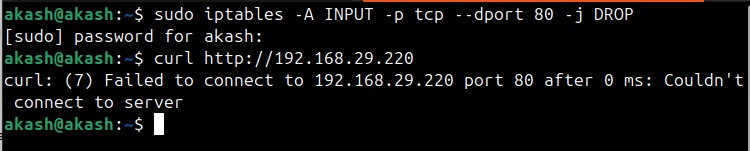 akash@akash:~$ sudo iptables -A INPUT -p tcp --dport 80 -j DROP
[sudo] password for akash:
akash@akash:~$ curl http://192.168.29.220
curl: (7) Failed to connect to 192.168.29.220 port 80 after 0 ms: Couldn't
 connect to server
akash@akash:~$